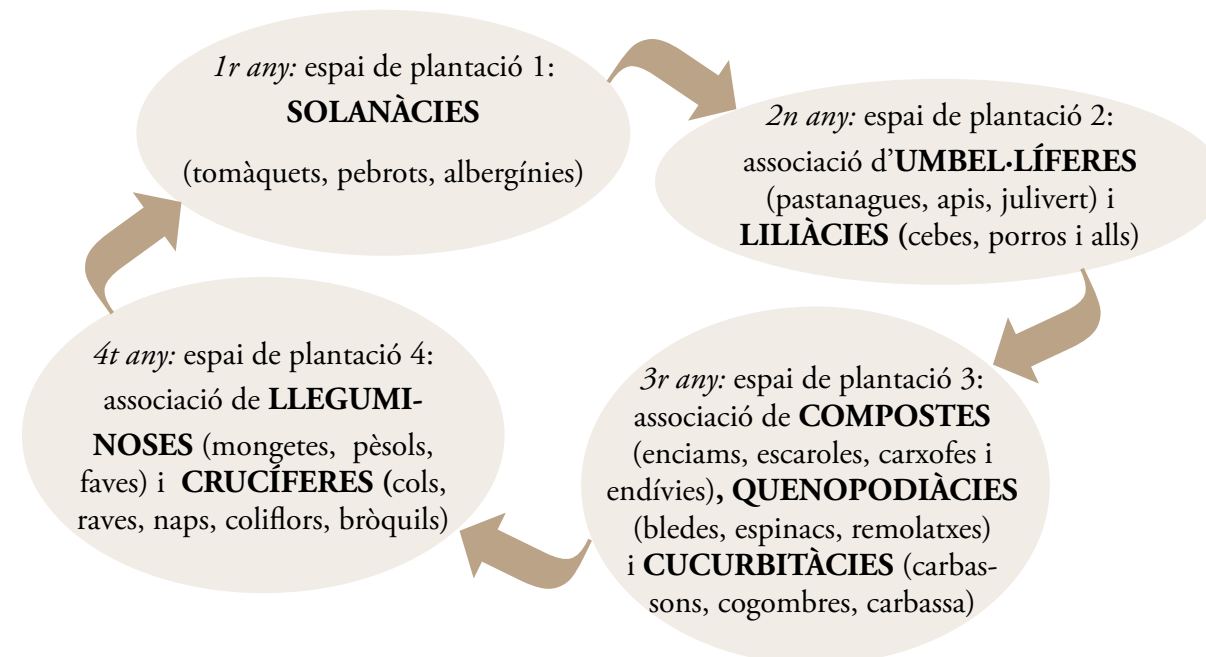 1r any: espai de plantació 1:
SOLANÀCIES
(tomàquets, pebrots, albergínies)
2n any: espai de plantació 2:
associació d’UMBEL·LÍFERES
(pastanagues, apis, julivert) i
LILIÀCIES (cebes, porros i alls)
3r any: espai de plantació 3:
associació de COMPOSTES
(enciams, escaroles, carxofes i
endívies), QUENOPODIÀCIES
(bledes, espinacs, remolatxes)
i CUCURBITÀCIES (carbas-
sons, cogombres, carbassa)
4t any: espai de plantació 4:
associació de LLEGUMI-
NOSES (mongetes, pèsols,
faves) i CRUCÍFERES (cols,
raves, naps, coliflors, bròquils)